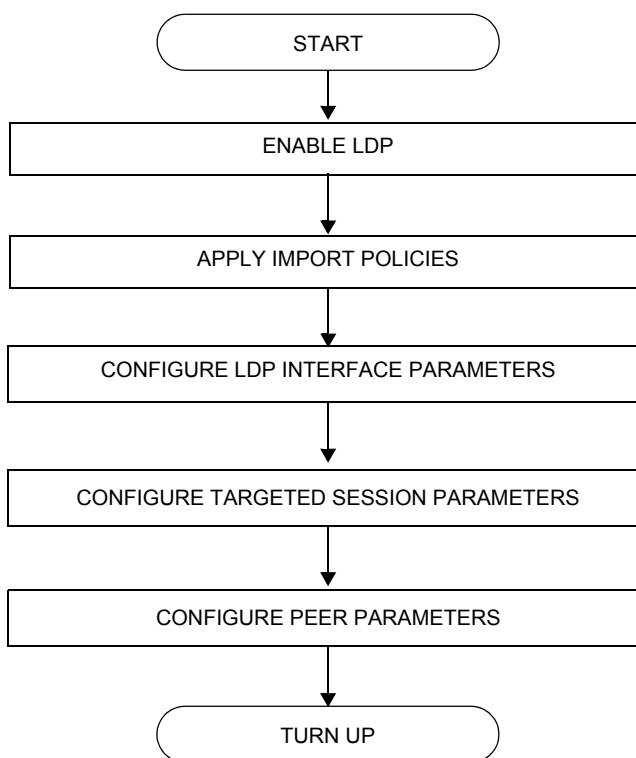 START
ENABLE LDP
APPLY IMPORT POLICIES
CONFIGURE LDP INTERFACE PARAMETERS
CONFIGURE TARGETED SESSION PARAMETERS
CONFIGURE PEER PARAMETERS
TURN UP